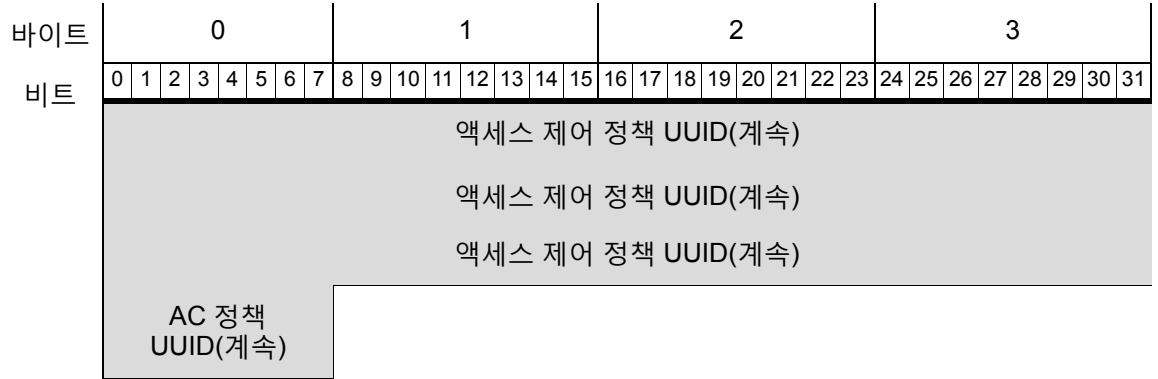 바이트 0 1 2 3
비트 0 1 2 3 4 5 6 7 8 9 10 11 12 13 14 15 16 17 18 19 20 21 22 23 24 25 26 27 28 29 30 31
액세스 제어 정책 UUID(계속)
액세스 제어 정책 UUID(계속)
액세스 제어 정책 UUID(계속)
AC 정책
UUID(계속)